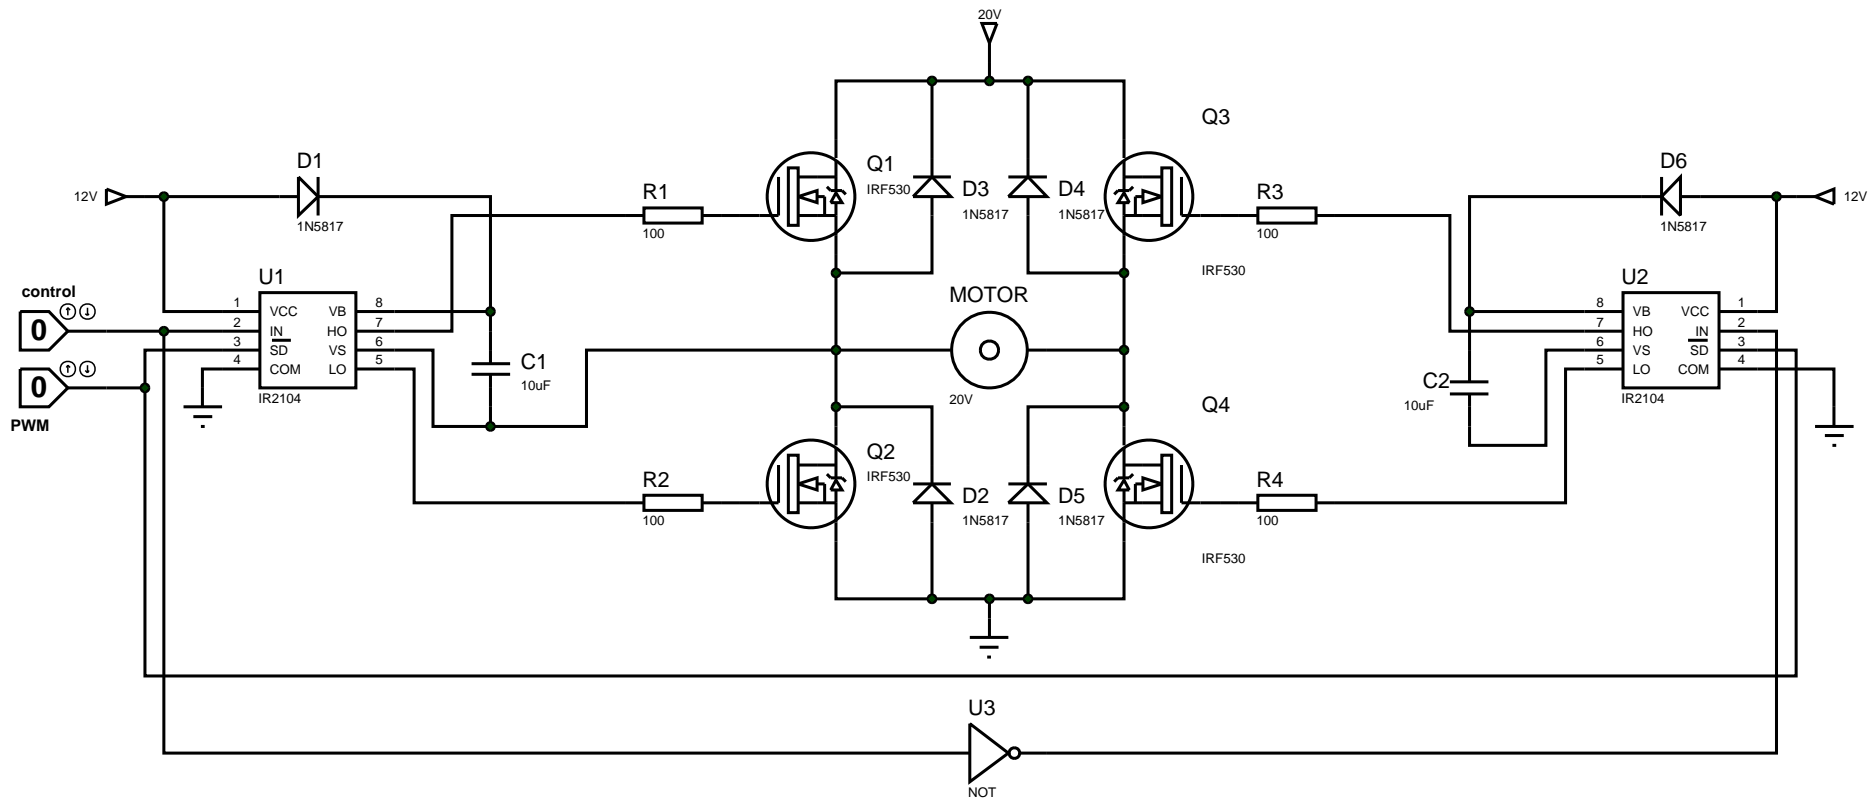 20V
Q3
D1
Q1
D6
12V
R1
IRF530
D3
D4
R3
12V
1N5817
100
1N5817
1N5817
100
1N5817
U1
IRF530
U2
control
MOTOR
0
1 VCC VB 8
2 IN HO 7
3 SD VS 6
4 COM LO 5
8 VB VCC 1
7 HO IN 2
6 VS SD 3
5 LO COM 4
C1
10uF
C2
10uF
0
IR2104
20V
Q4
IR2104
PWM
Q2
R2
IRF530
D2
D5
R4
100
1N5817
1N5817
100
IRF530
U3
NOT